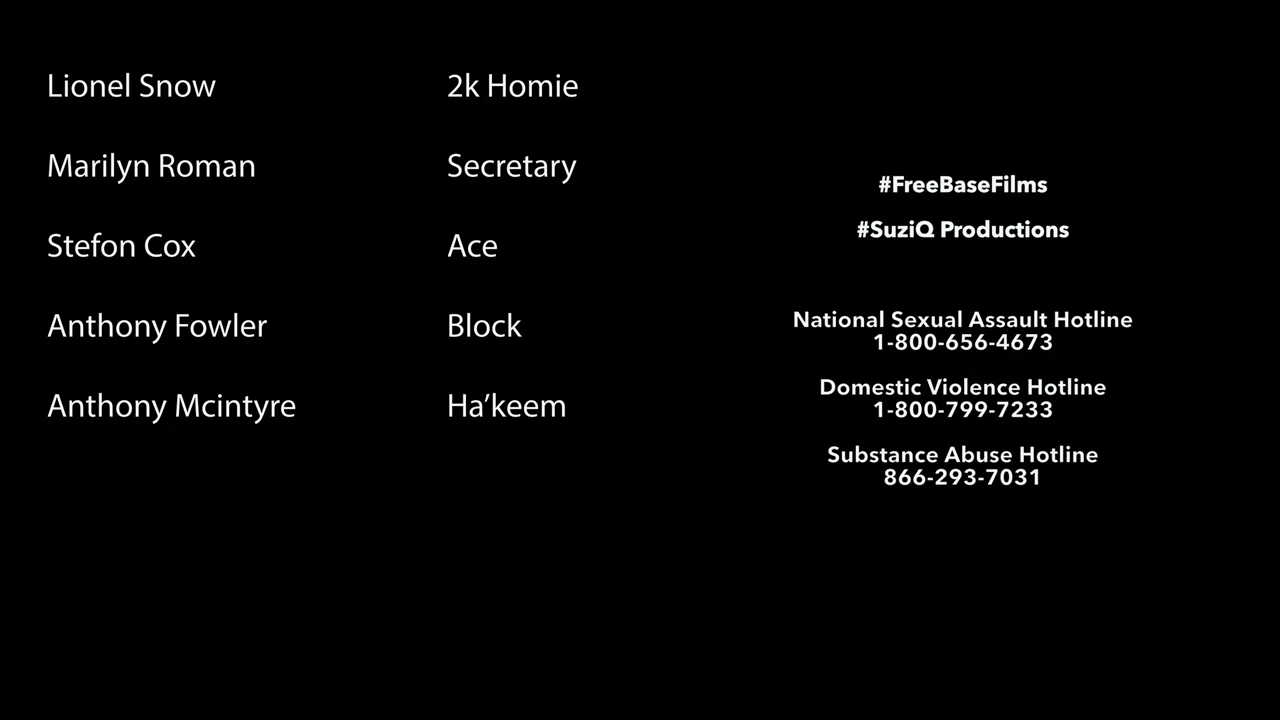 Lionel Snow 2k Homie
Marilyn Roman Secretary
Stefon Cox Ace
Anthony Fowler Block
Anthony Mcintyre Ha’keem
#FreeBaseFilms
#SuziQ Productions
National Sexual Assault Hotline
1-800-656-4673
Domestic Violence Hotline
1-800-799-7233
Substance Abuse Hotline
866-293-7031